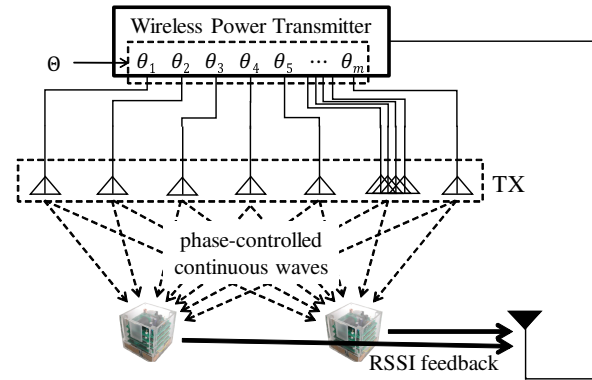 Wireless Power Transmitter
Θ θ₁ θ₂ θ₃ θ₄ θ₅ ⋯ θₘ
TX
phase-controlled
continuous waves
RSSI feedback